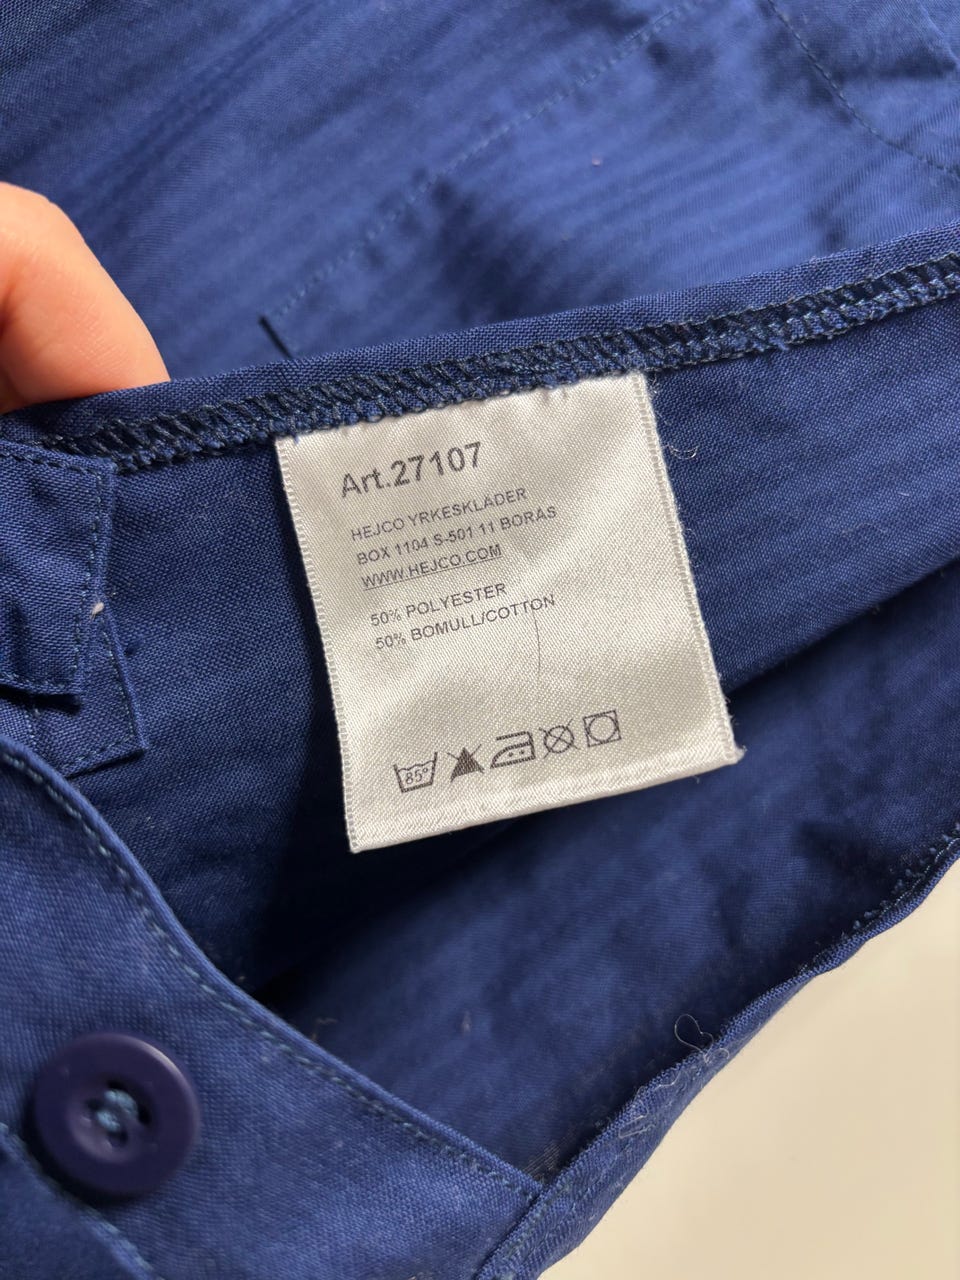 Art.27107
HEJCO YRKESKLÄDER
BOX 1104 S-501 11 BORÅS
WWW.HEJCO.COM
50% POLYESTER
50% BOMULL/COTTON
85°